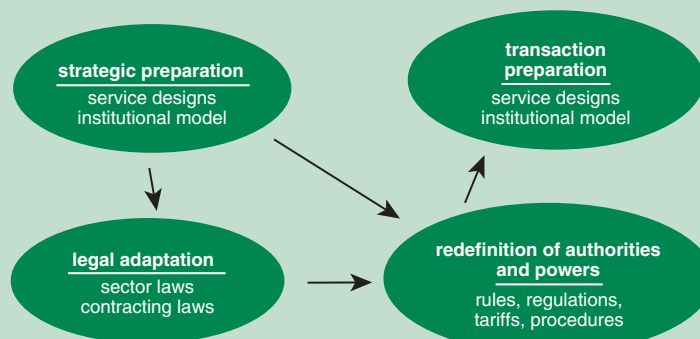 strategic preparation
service designs
institutional model
transaction
preparation
service designs
institutional model
legal adaptation
sector laws
contracting laws
redefinition of authorities
and powers
rules, regulations,
tariffs, procedures